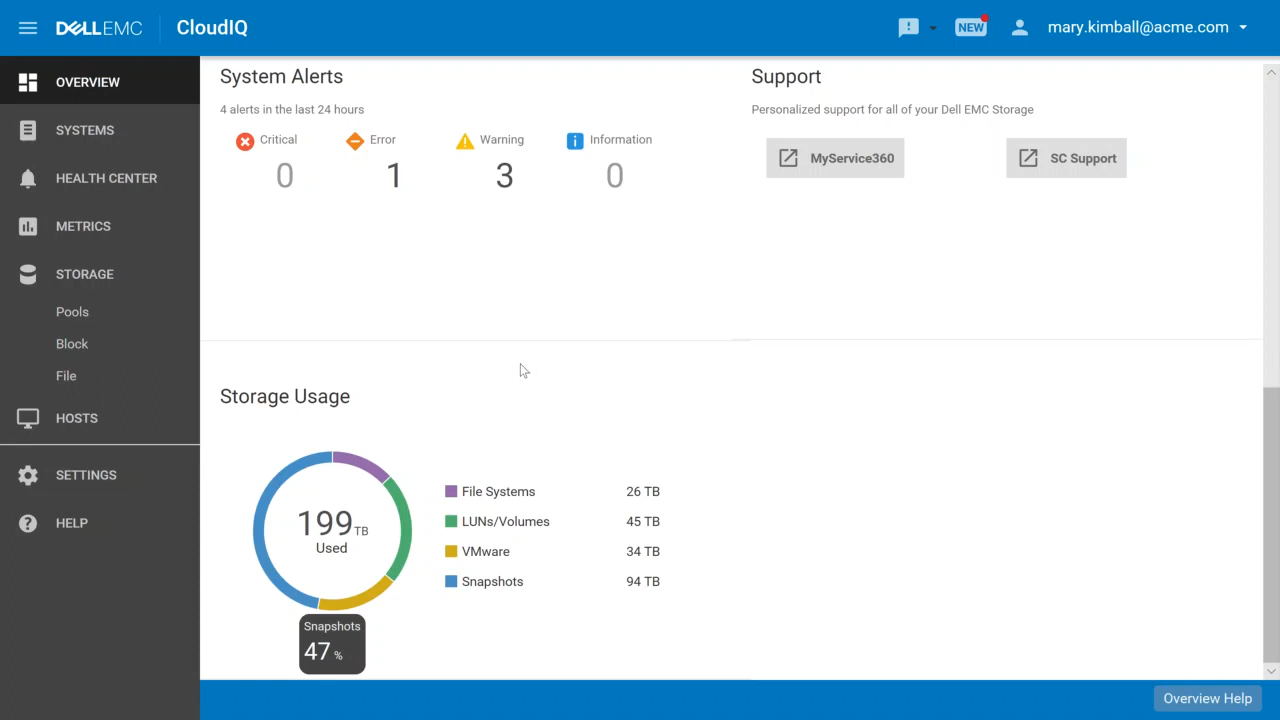 DELLEMC CloudIQ
NEW
mary.kimball@acme.com
OVERVIEW
SYSTEMS
HEALTH CENTER
METRICS
STORAGE
Pools
Block
File
HOSTS
SETTINGS
HELP
System Alerts
4 alerts in the last 24 hours
Critical Error Warning Information
0 1 3 0
Support
Personalized support for all of your Dell EMC Storage
MyService360 SC Support
Storage Usage
199 TB
Used
File Systems 26 TB
LUNs/Volumes 45 TB
VMware 34 TB
Snapshots 94 TB
Snapshots
47 %
Overview Help